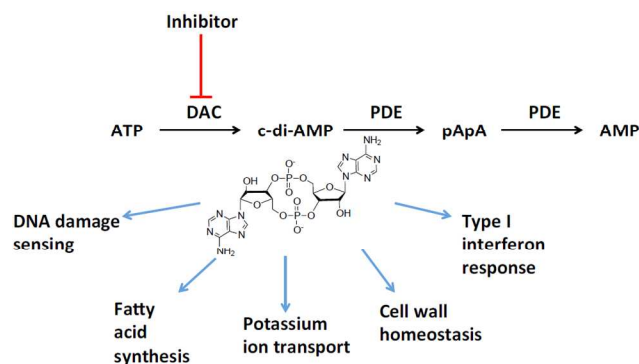 Inhibitor
DAC
PDE
PDE
ATP
c-di-AMP
pApA
AMP
NH₂
N
N
N
N
O⁻
O
P
O
O
O
OH
O
O
O
P
O
O⁻
OH
N
N
N
N
NH₂
DNA damage
sensing
Type I
interferon
response
Fatty
acid
synthesis
Potassium
ion transport
Cell wall
homeostasis